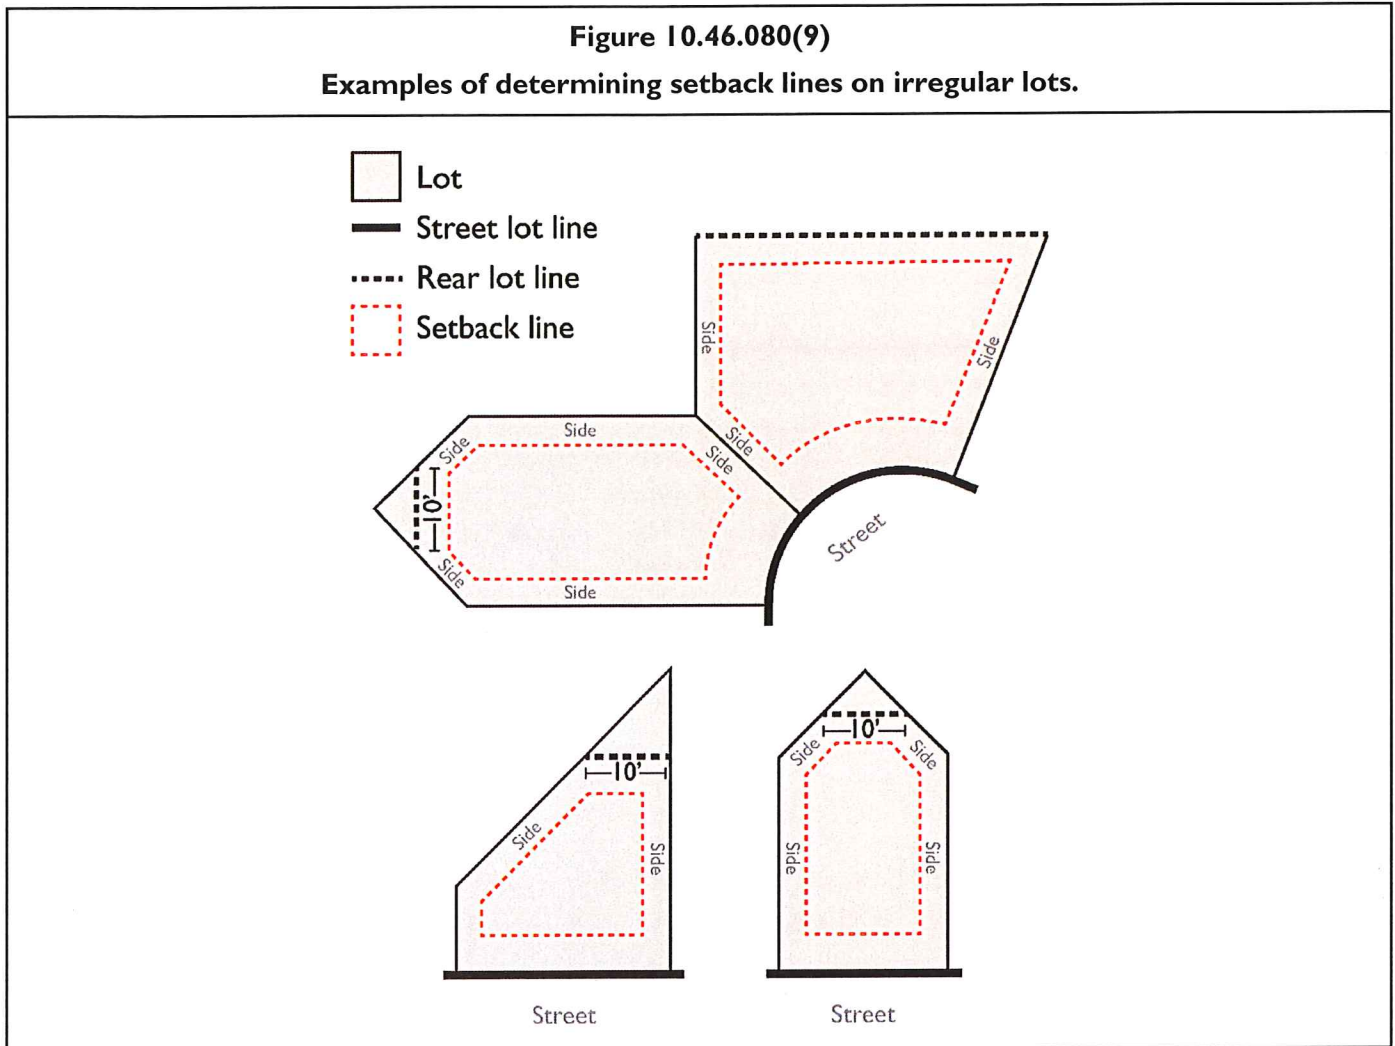 Figure 10.46.080(9)
Examples of determining setback lines on irregular lots.
Lot
Street lot line
Rear lot line
Setback line
Side
Side
Side
Street
Side
Side
Side
10'
Side
Side
10'
Side
Side
Street
10'
Side
Side
Side
Side
Street